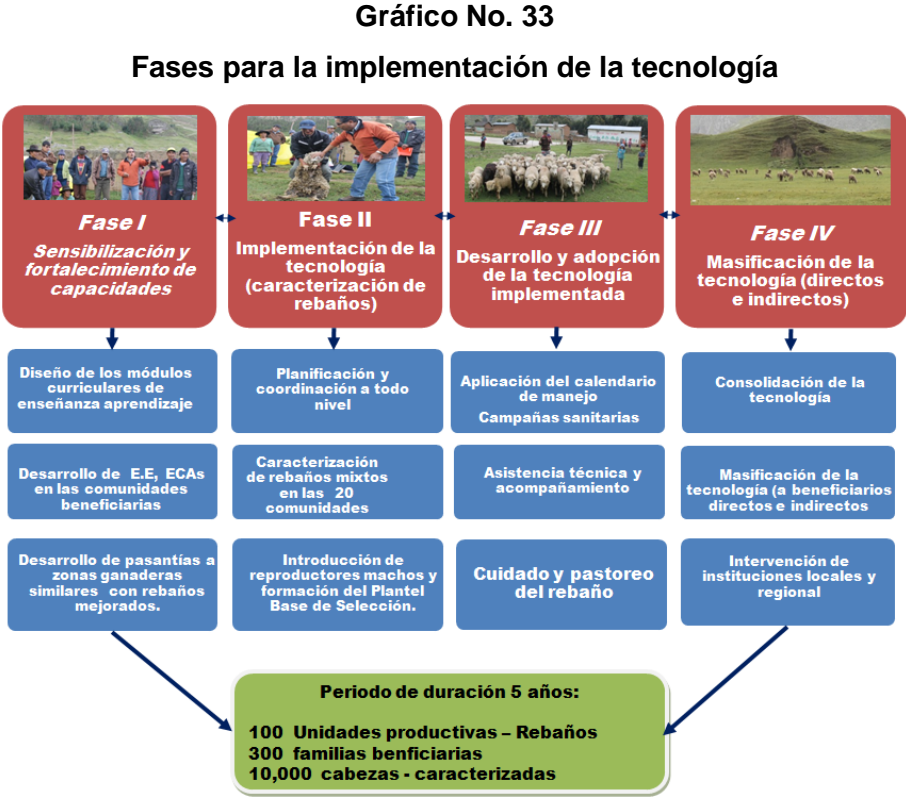 Gráfico No. 33
Fases para la implementación de la tecnología
Fase I
Sensibilización y
fortalecimiento de
capacidades
Fase II
Implementación de la
tecnología
(caracterización de
rebaños)
Fase III
Desarrollo y adopción
de la tecnología
implementada
Fase IV
Masificación de la
tecnología (directos
e indirectos)
Diseño de los módulos
curriculares de
enseñanza aprendizaje
Planificación y
coordinación a todo
nivel
Aplicación del calendario
de manejo
Campañas sanitarias
Consolidación de la
tecnología
Desarrollo de E.E, ECAs
en las comunidades
beneficiarias
Caracterización
de rebaños mixtos
en las 20
comunidades
Asistencia técnica y
acompañamiento
Masificación de la
tecnología (a beneficiarios
directos e indirectos
Desarrollo de pasantías a
zonas ganaderas
similares con rebaños
mejorados.
Introducción de
reproductores machos y
formación del Plantel
Base de Selección.
Cuidado y pastoreo
del rebaño
Intervención de
instituciones locales y
regional
Periodo de duración 5 años:
100 Unidades productivas – Rebaños
300 familias benficiarias
10,000 cabezas - caracterizadas